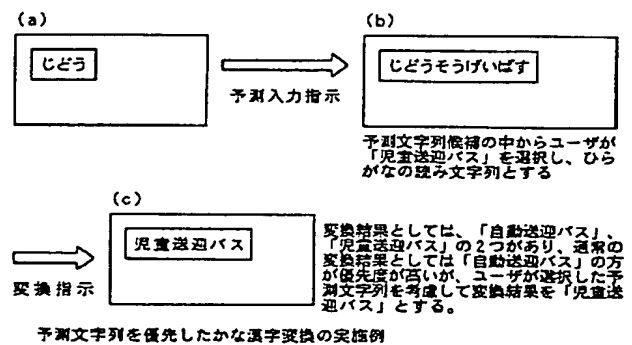 (a)
じどう
予測入力指示
(b)
じどうそうげいばす
予測文字列候補の中からユーザが
「児童送迎バス」を選択し、ひら
がなの読み文字列とする
変換指示
(c)
児童送迎バス
変換結果としては、「自動送迎バス」、
「児童送迎バス」の2つがあり、通常の
変換結果としては「自動送迎バス」の方
が優先度が高いが、ユーザが選択した予
測文字列を考慮して変換結果を「児童送
迎バス」とする。
予測文字列を優先したかな漢字変換の実施例